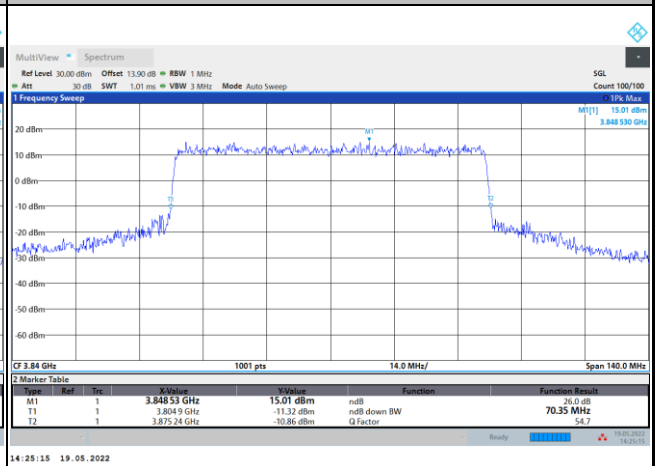 MultiView Spectrum
Ref Level 30.00 dBm Offset 13.90 dB RBW 1 MHz SGL
Att 30 dB SWT 1.01 ms VBW 3 MHz Mode Auto Sweep Count 100/100
1 Frequency Sweep 1Pk Max
M1[1] 15.01 dBm
3.848 530 GHz
20 dBm
M1
10 dBm
0 dBm
-10 dBm
T1
T2
-20 dBm
-30 dBm
-40 dBm
-50 dBm
-60 dBm
CF 3.84 GHz 1001 pts 14.0 MHz/ Span 140.0 MHz
2 Marker Table
Type Ref Trc X-Value Y-Value Function Function Result
M1 1 3.848 53 GHz 15.01 dBm ndB 26.0 dB
T1 1 3.804 9 GHz -11.32 dBm ndB down BW 70.35 MHz
T2 1 3.875 24 GHz -10.86 dBm Q Factor 54.7
Ready 19.05.2022
14:25:15
14:25:15 19.05.2022